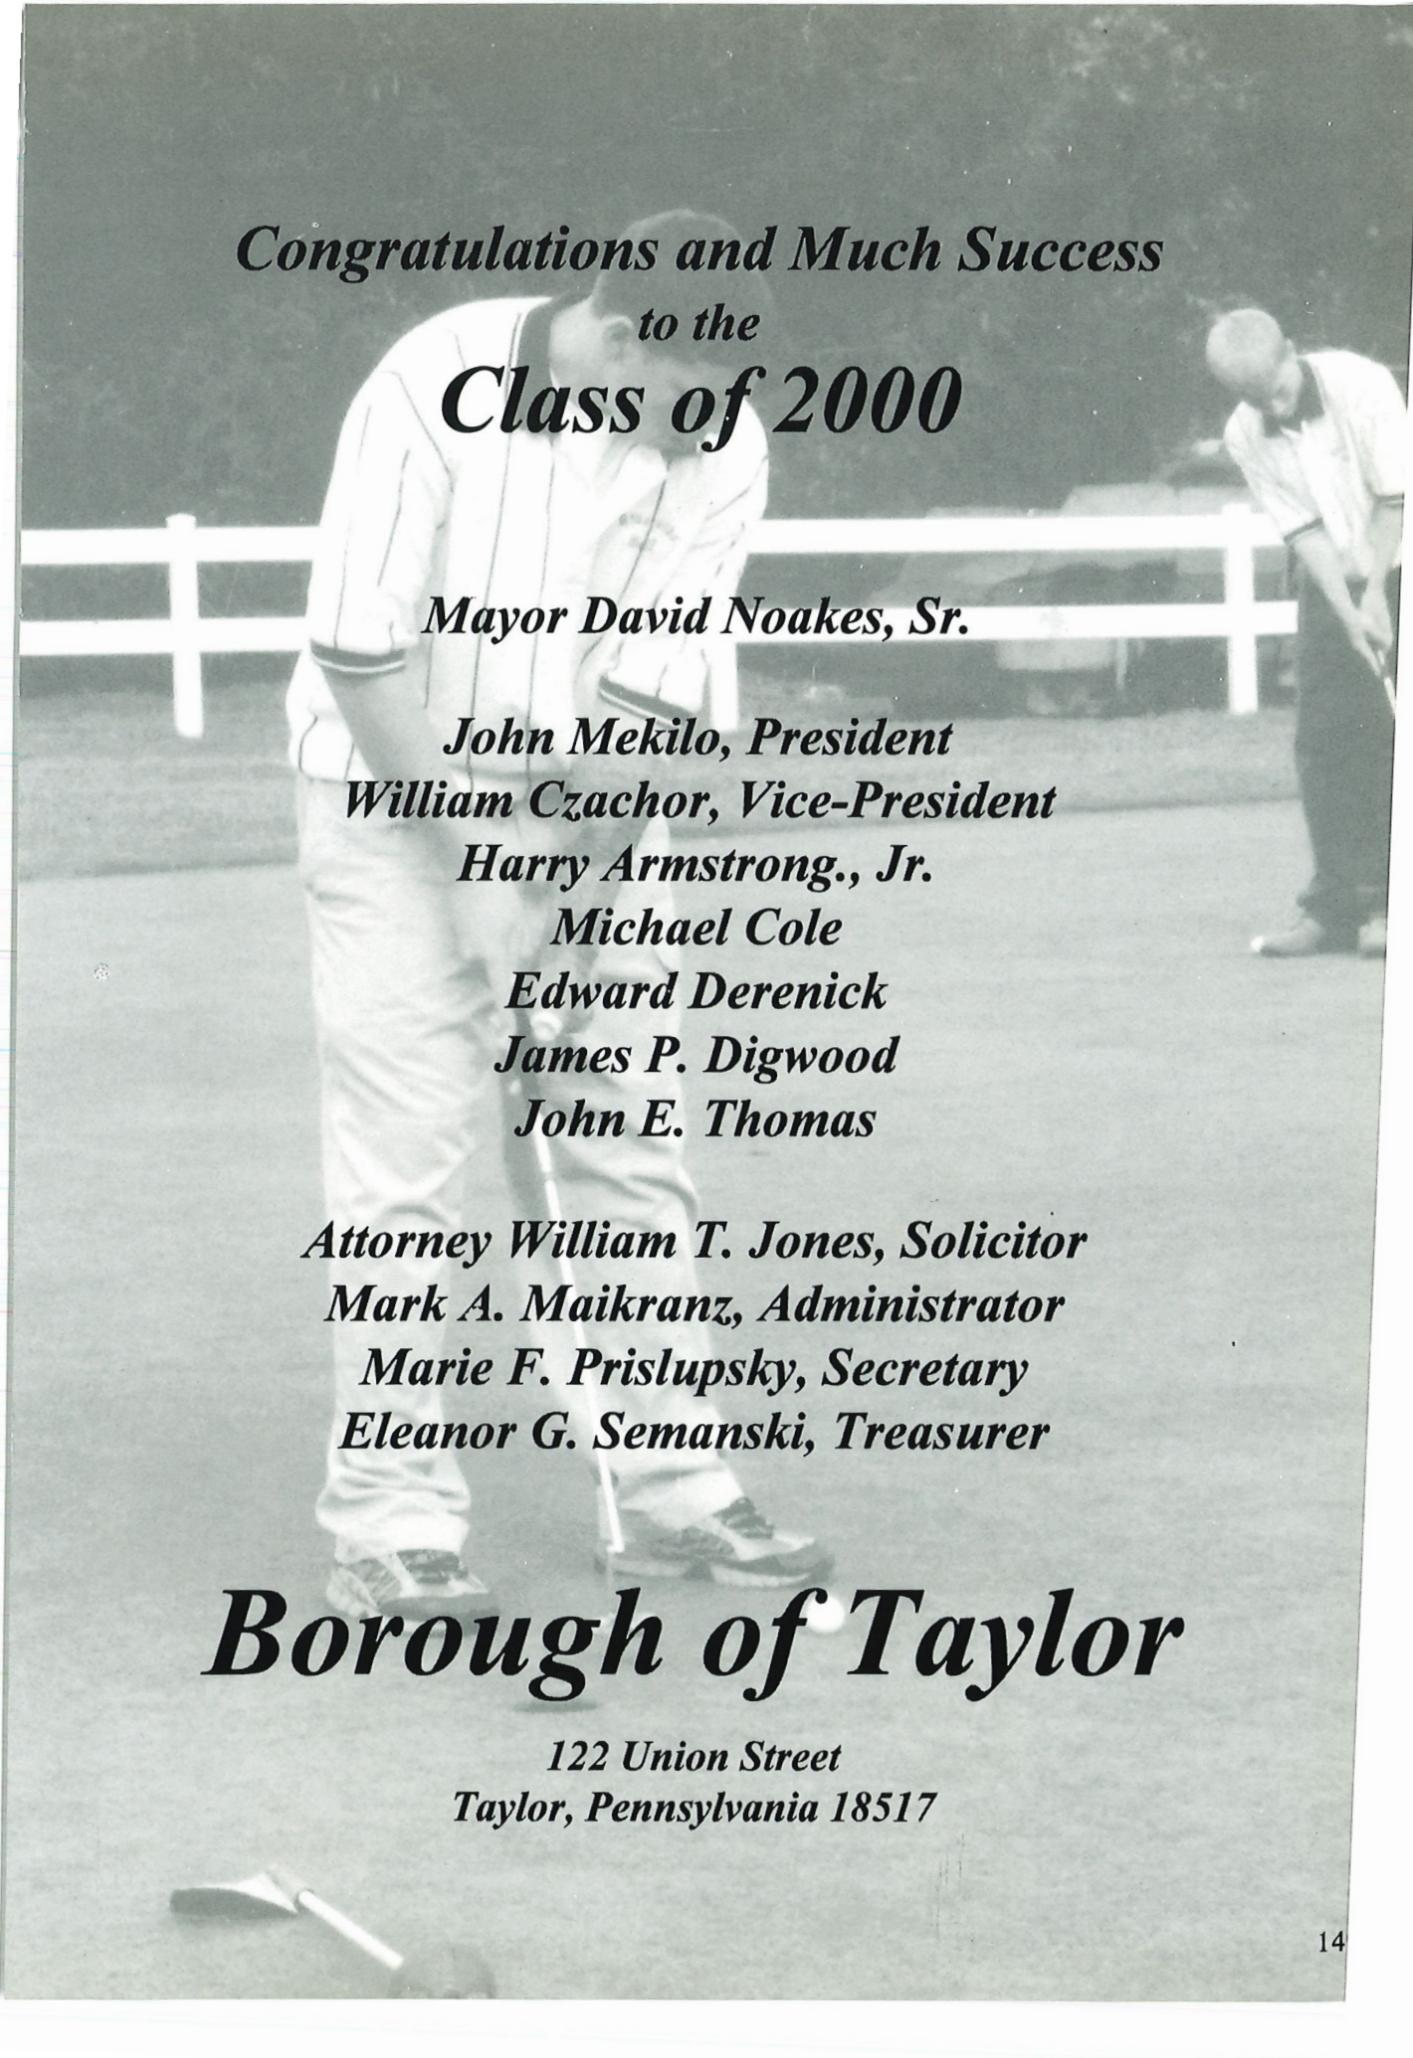 Congratulations and Much Success
to the
Class of 2000
Mayor David Noakes, Sr.
John Mekilo, President
William Czachor, Vice-President
Harry Armstrong., Jr.
Michael Cole
Edward Derenick
James P. Digwood
John E. Thomas
Attorney William T. Jones, Solicitor
Mark A. Maikranz, Administrator
Marie F. Prislupsky, Secretary
Eleanor G. Semanski, Treasurer
Borough of Taylor
122 Union Street
Taylor, Pennsylvania 18517
14